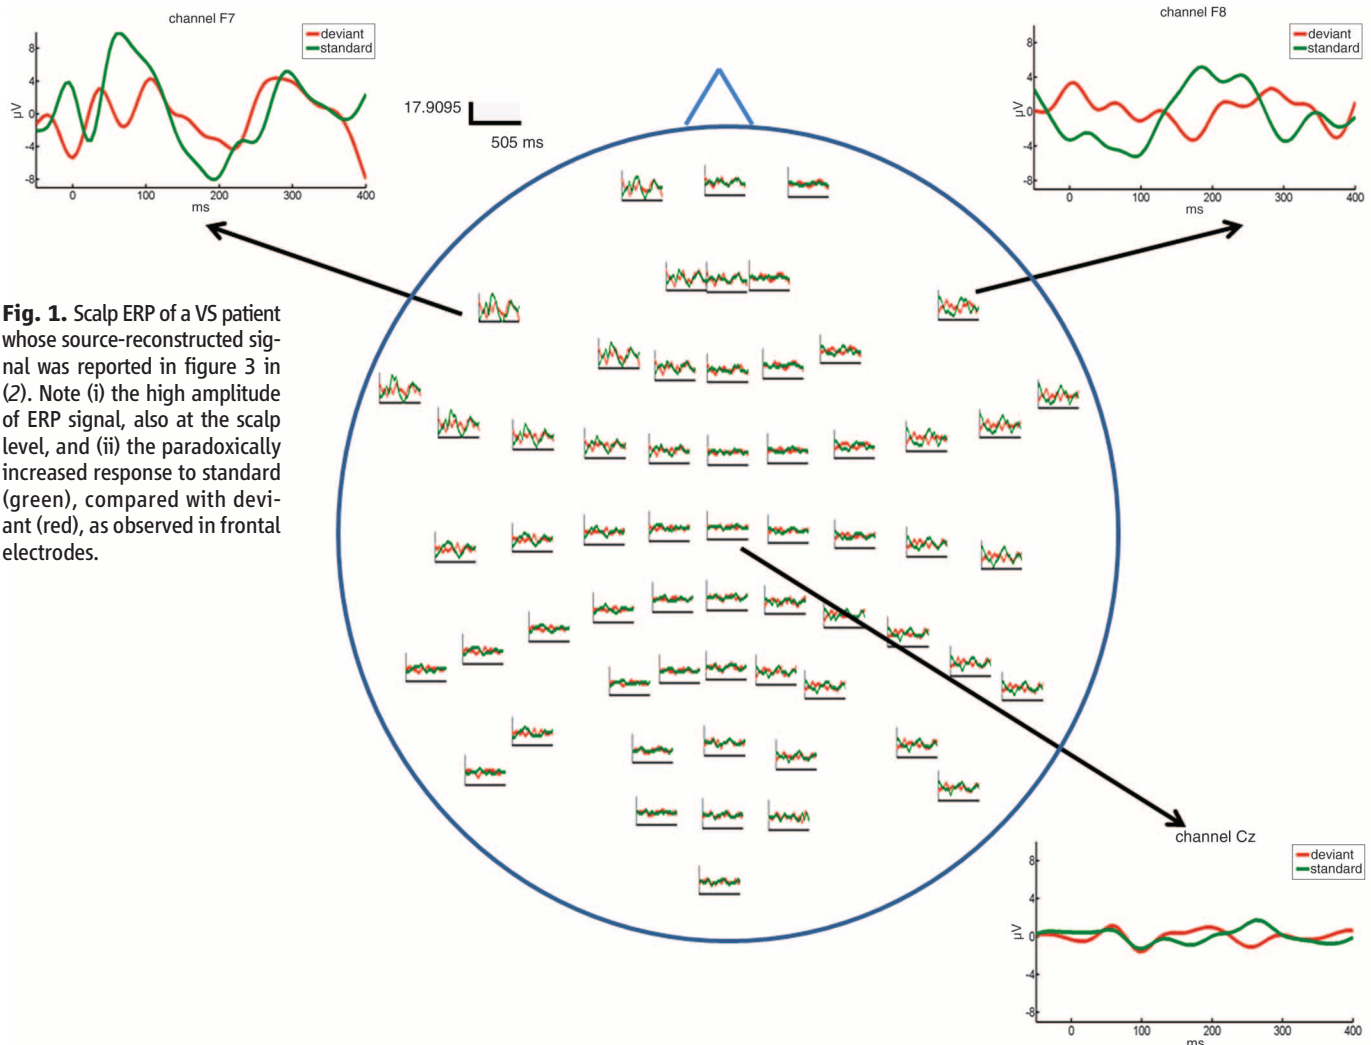 channel F7
8
4
0
-4
-8
µV
deviant
standard
0 100 200 300 400
ms
17.9095
505 ms
channel F8
8
4
0
-4
-8
µV
deviant
standard
0 100 200 300 400
ms
Fig. 1. Scalp ERP of a VS patient
whose source-reconstructed sig-
nal was reported in figure 3 in
(2). Note (i) the high amplitude
of ERP signal, also at the scalp
level, and (ii) the paradoxically
increased response to standard
(green), compared with devi-
ant (red), as observed in frontal
electrodes.
channel Cz
8
4
0
-4
-8
µV
deviant
standard
0 100 200 300 400
ms